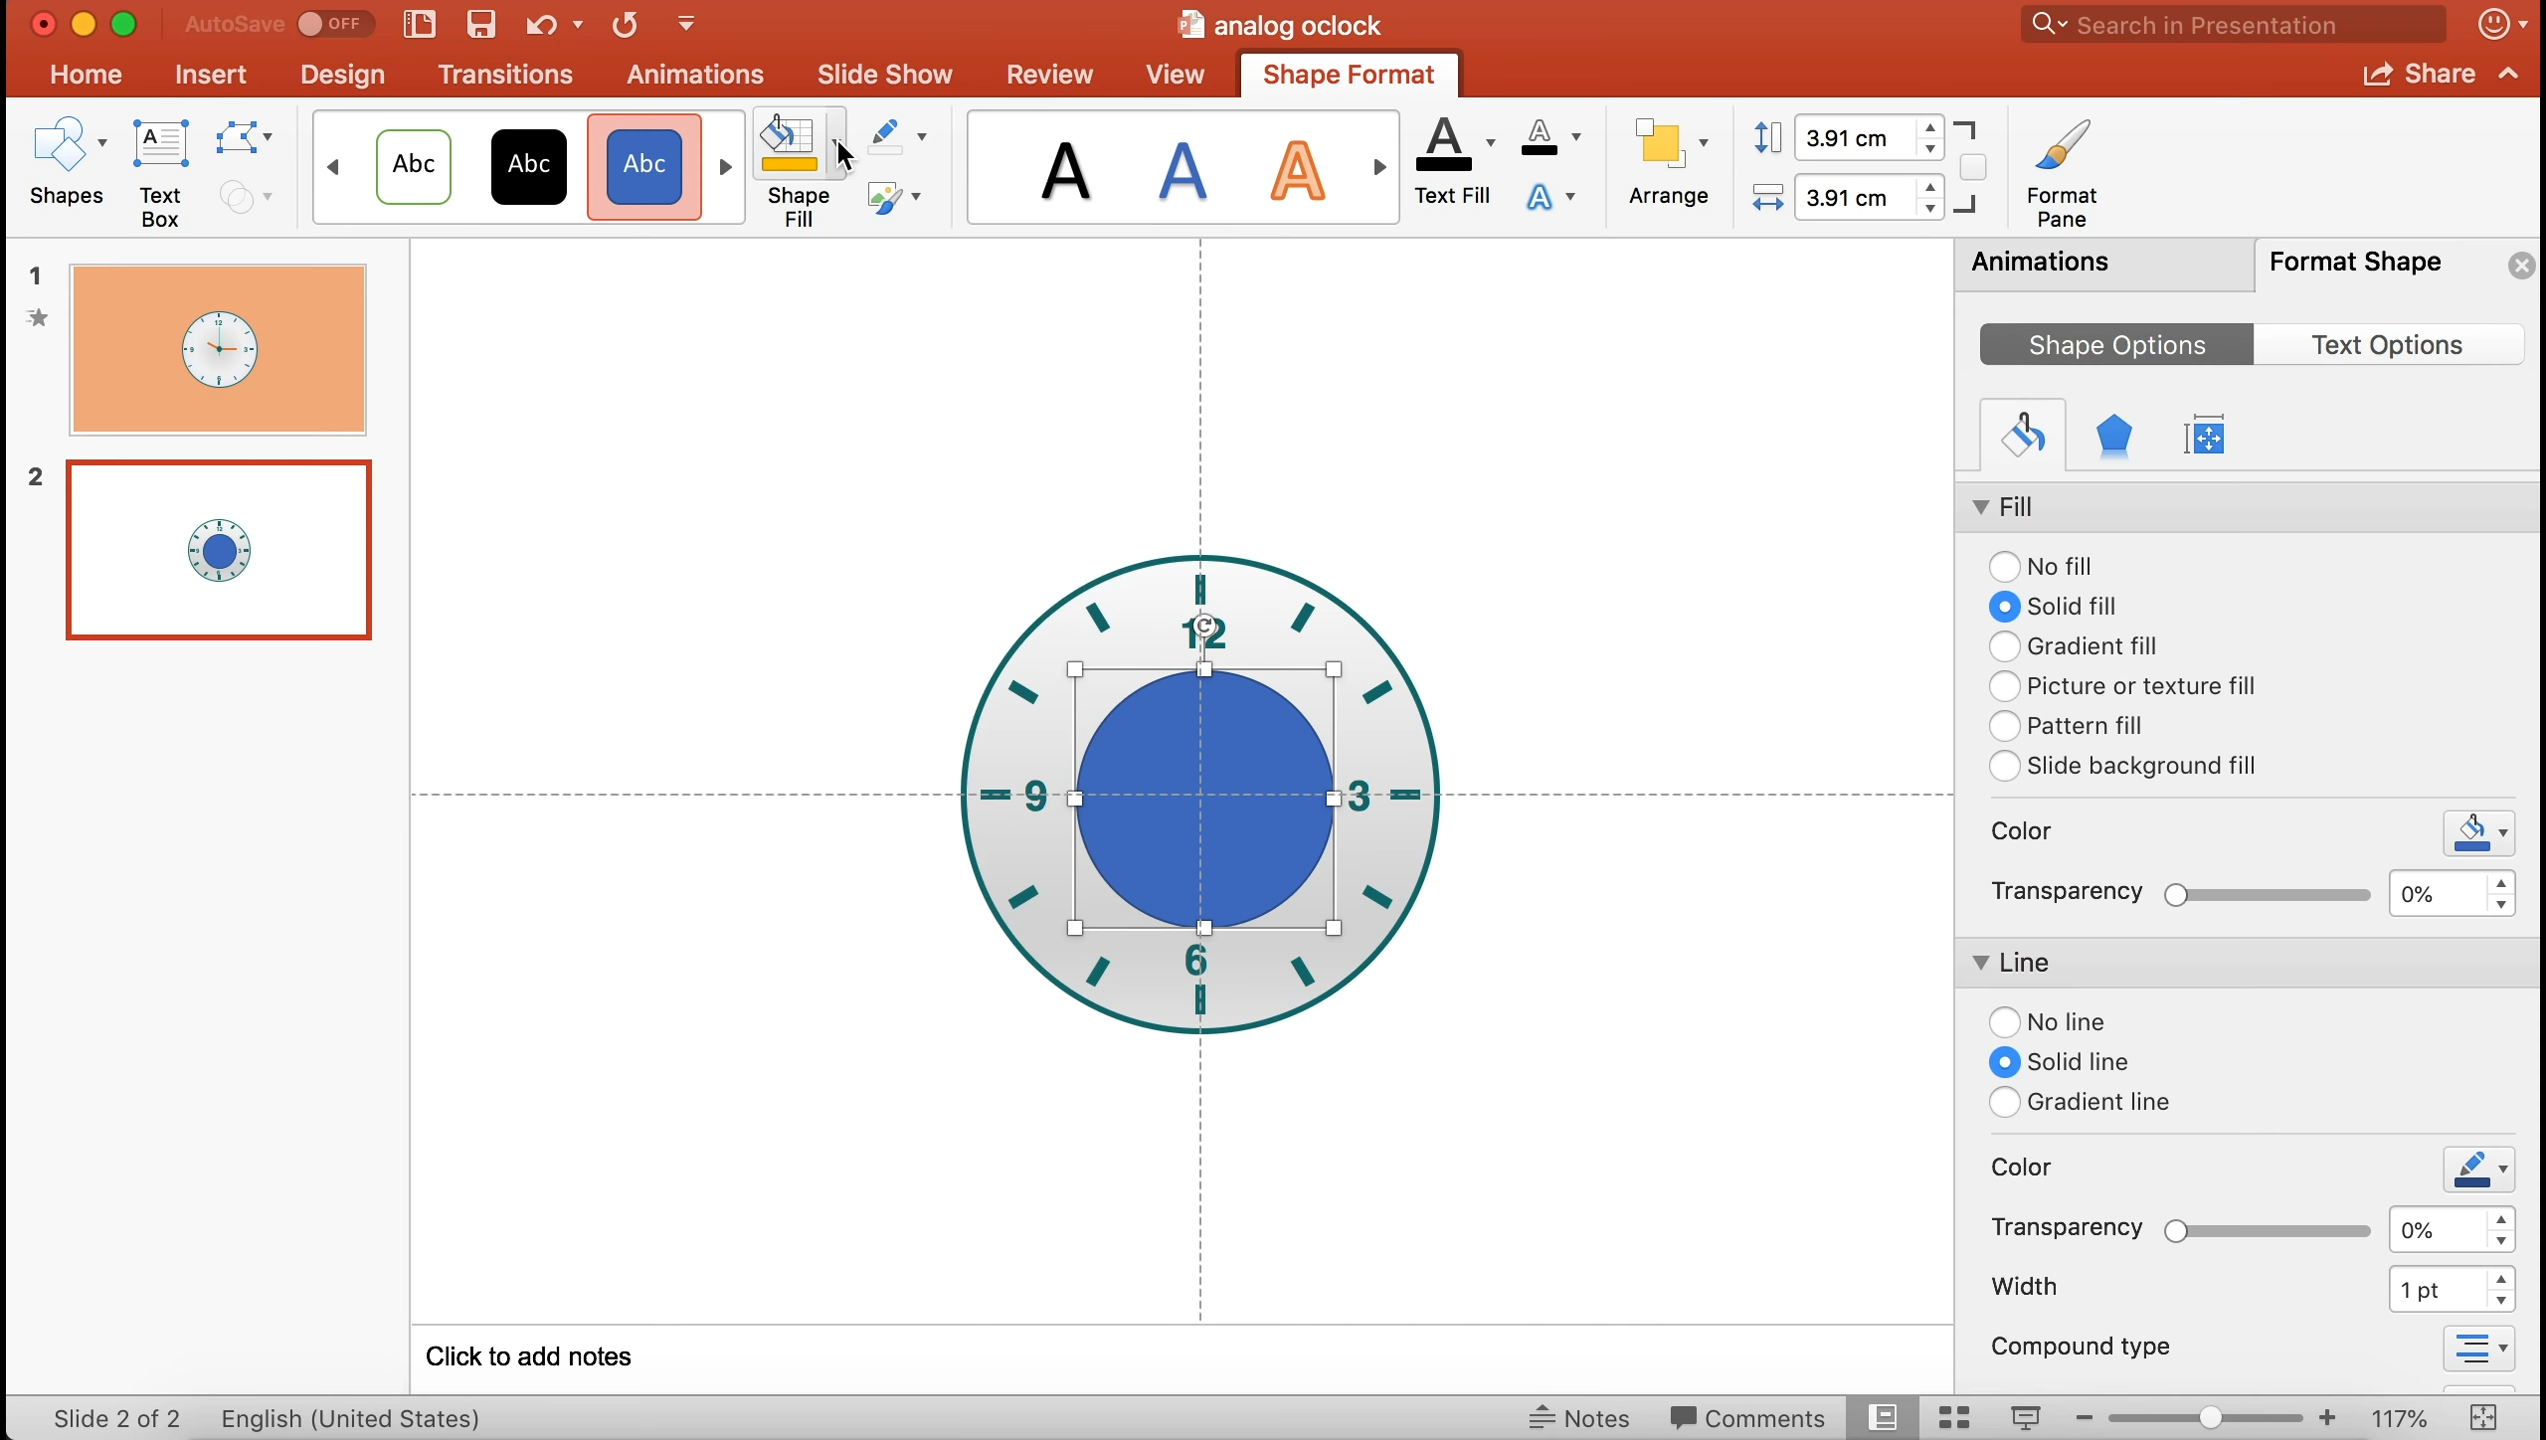 AutoSave OFF
analog oclock
Search in Presentation
Home Insert Design Transitions Animations Slide Show Review View Shape Format
Share
Shapes
Text Box
Abc Abc Abc
Shape Fill
A A A
Text Fill
Arrange
3.91 cm
3.91 cm
Format Pane
1
2
12
9
3
6
Animations
Format Shape
Shape Options
Text Options
Fill
No fill
Solid fill
Gradient fill
Picture or texture fill
Pattern fill
Slide background fill
Color
Transparency 0%
Line
No line
Solid line
Gradient line
Color
Transparency 0%
Width 1 pt
Compound type
Click to add notes
Slide 2 of 2 English (United States) Notes Comments 117%